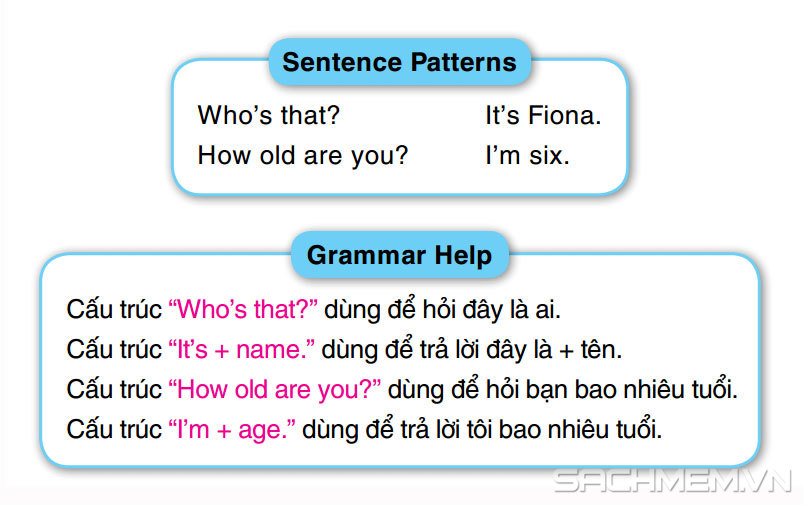 Sentence Patterns
Who’s that? It’s Fiona.
How old are you? I’m six.
Grammar Help
Cấu trúc “Who’s that?” dùng để hỏi đây là ai.
Cấu trúc “It’s + name.” dùng để trả lời đây là + tên.
Cấu trúc “How old are you?” dùng để hỏi bạn bao nhiêu tuổi.
Cấu trúc “I’m + age.” dùng để trả lời tôi bao nhiêu tuổi.
SACHMEM.VN